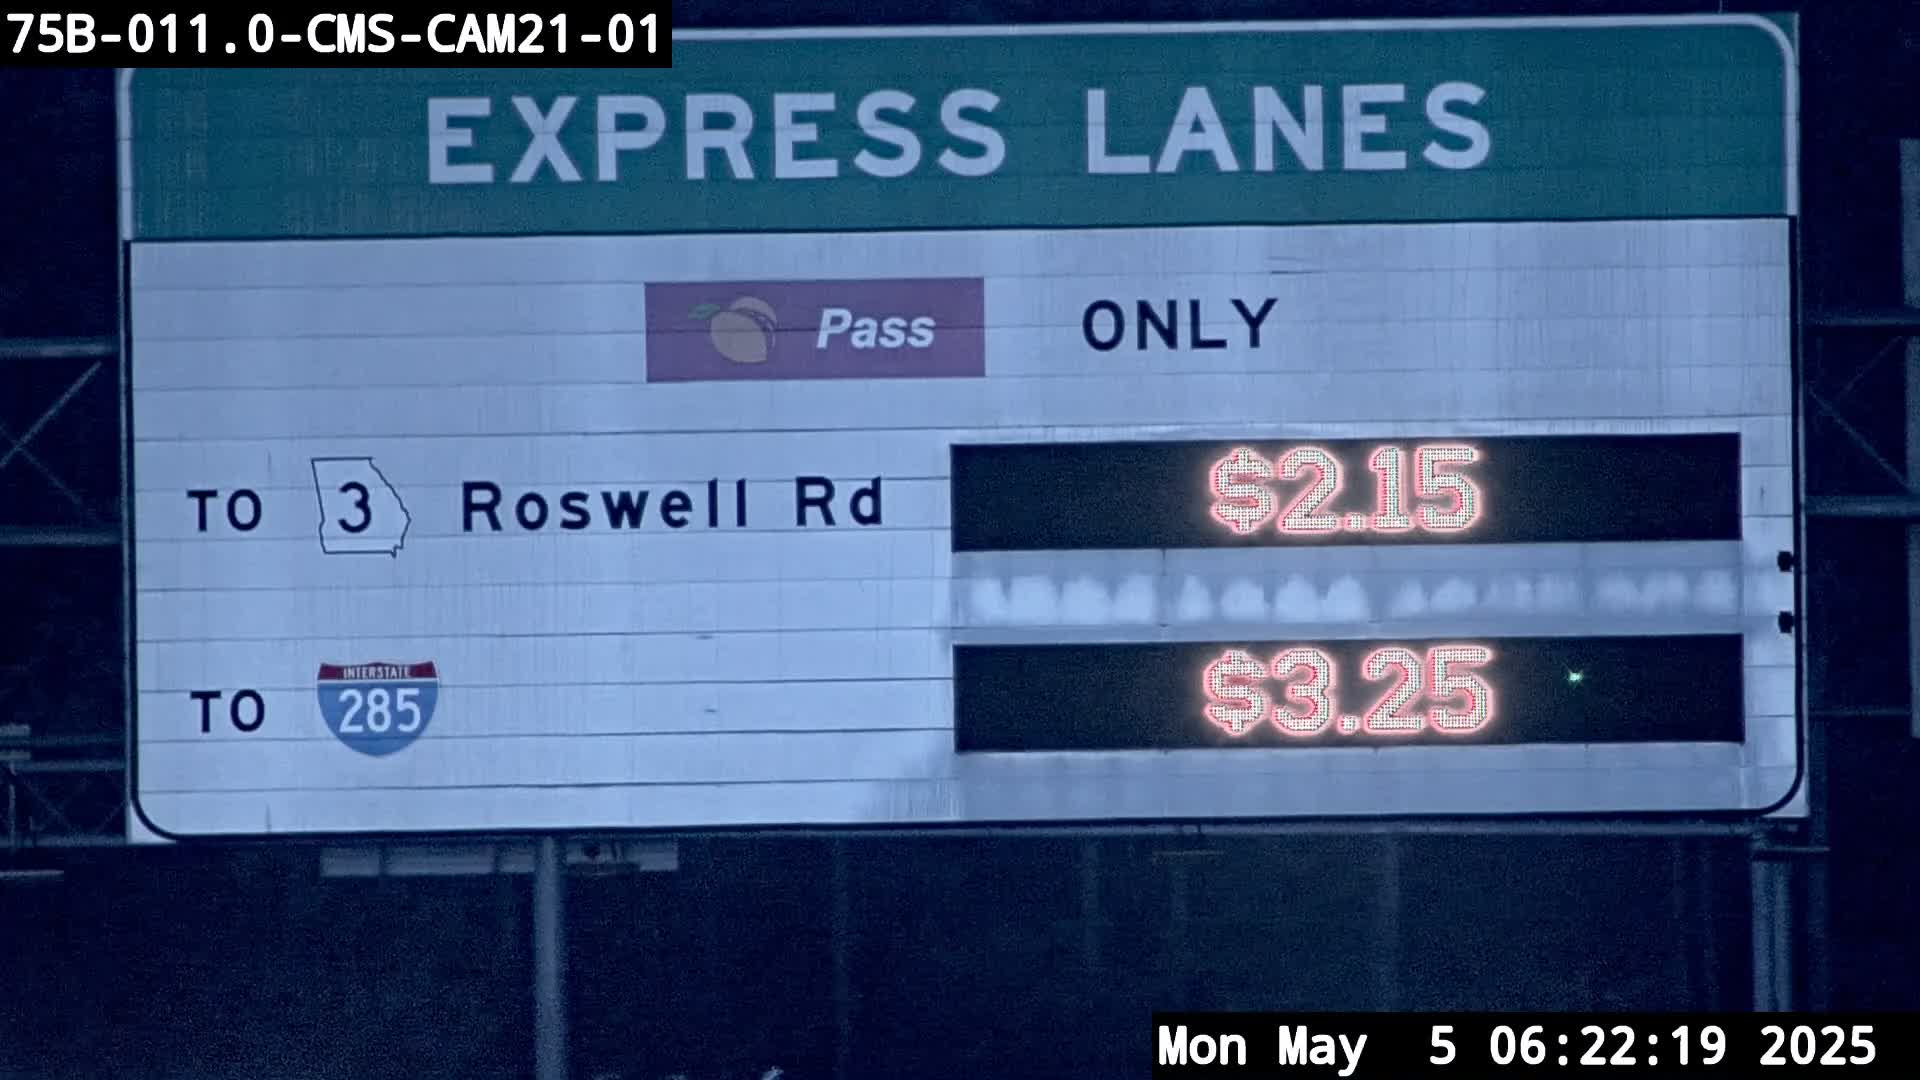 75B-011.0-CMS-CAM21-01
EXPRESS LANES
Pass ONLY
TO 3 Roswell Rd $2.15
INTERSTATE
TO 285 $3.25
Mon May 5 06:22:19 2025